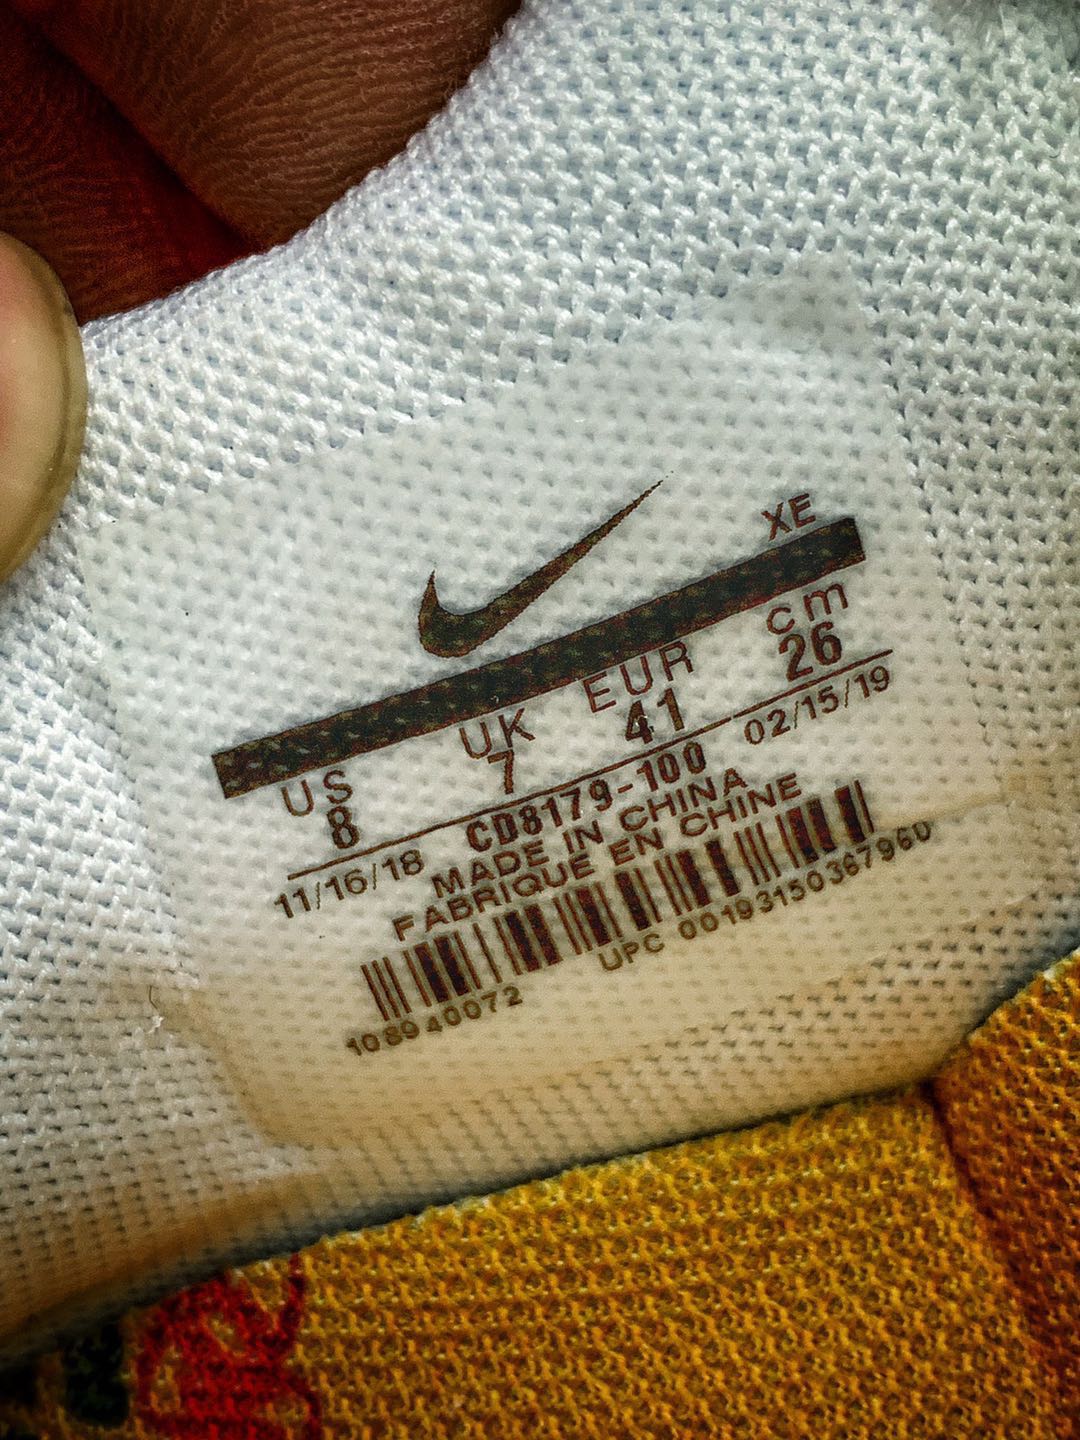 XE
US UK EUR cm
8 7 41 26
11/16/18 CD8179-100 02/15/19
MADE IN CHINA
FABRIQUE EN CHINE
UPC 00193150367960
108940072